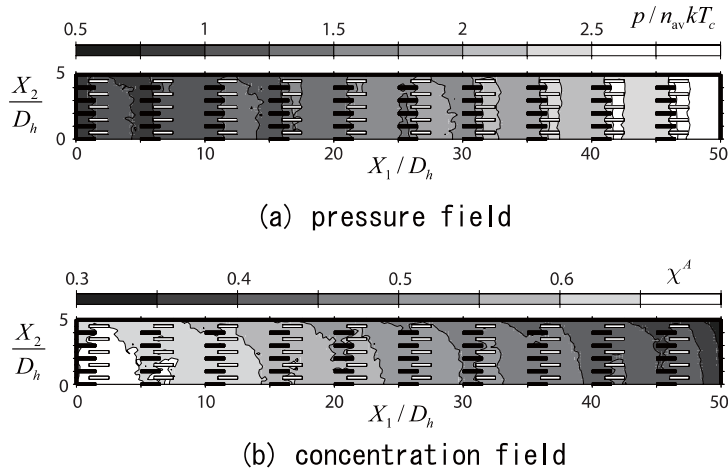 0.5 1 1.5 2 2.5 p / n_av kT_c
X_2 / D_h
5
0
0 10 20 30 40 50
X_1 / D_h
(a) pressure field
0.3 0.4 0.5 0.6 χ^A
X_2 / D_h
5
0
0 10 20 30 40 50
X_1 / D_h
(b) concentration field